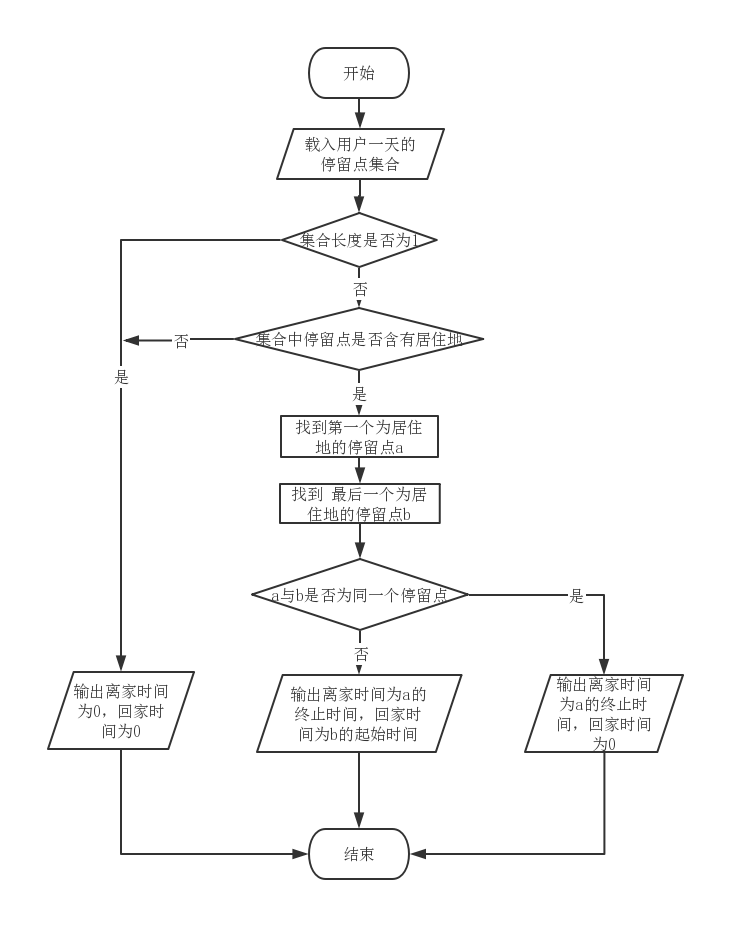 开始
载入用户一天的
停留点集合
集合长度是否为1
否
集合中停留点是否含有居住地
否
是
是
找到第一个为居住
地的停留点a
找到 最后一个为居
住地的停留点b
a与b是否为同一个停留点
是
否
输出离家时间
为0，回家时
间为0
输出离家时间为a的
终止时间，回家时
间为b的起始时间
输出离家时间
为a的终止时
间，回家时间
为0
结束